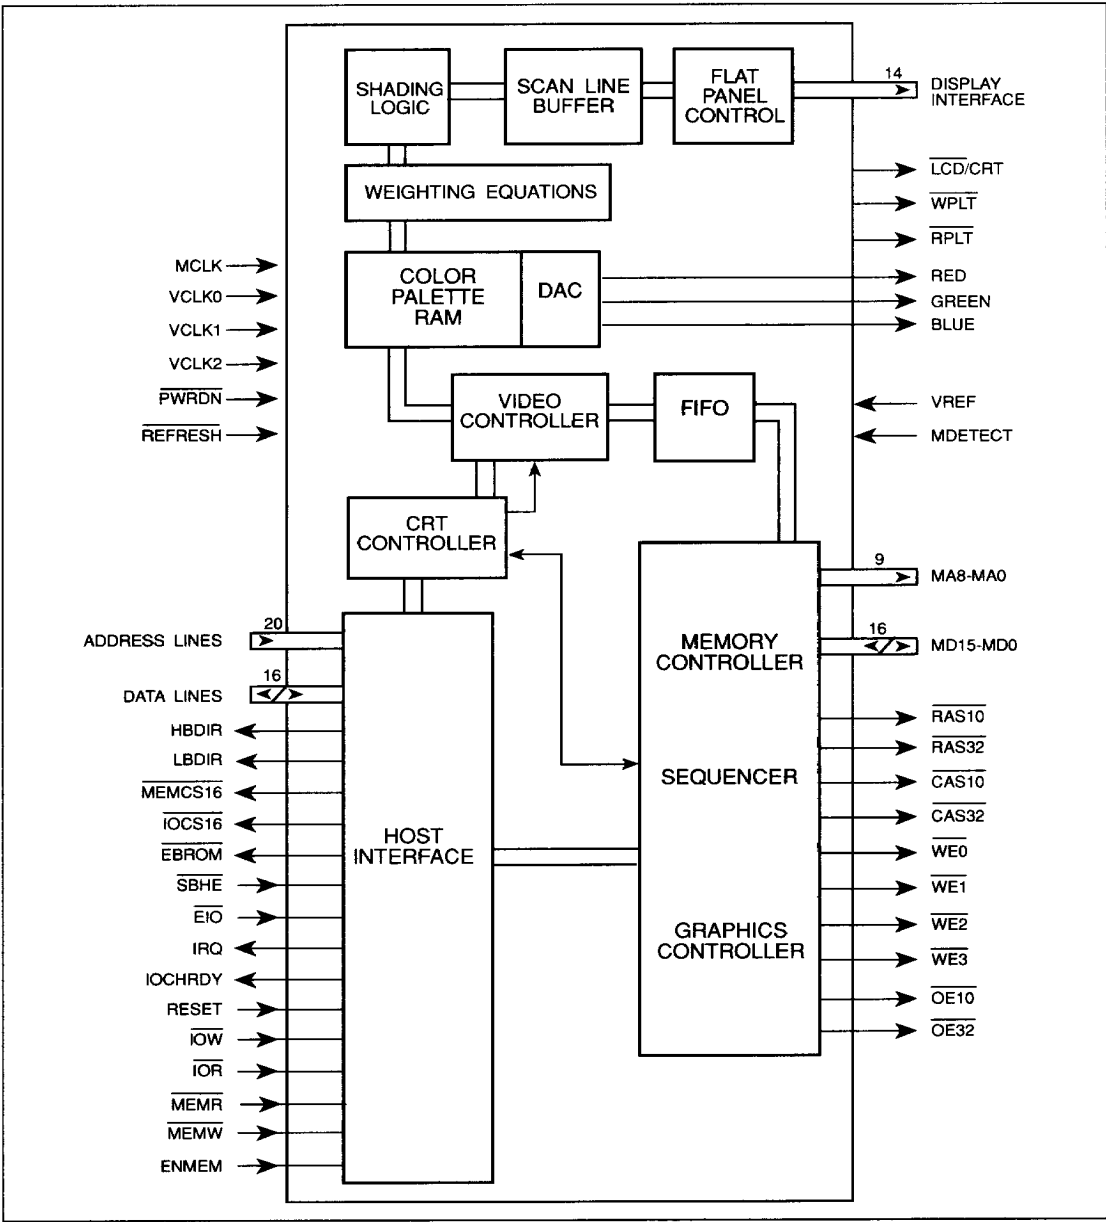 SHADING
LOGIC
SCAN LINE
BUFFER
FLAT
PANEL
CONTROL
14
DISPLAY
INTERFACE
WEIGHTING EQUATIONS
LCD/CRT
WPLT
RPLT
COLOR
PALETTE
RAM
DAC
RED
GREEN
BLUE
MCLK
VCLK0
VCLK1
VCLK2
PWRDN
REFRESH
VIDEO
CONTROLLER
FIFO
VREF
MDETECT
CRT
CONTROLLER
9
MA8-MA0
16
MD15-MD0
20
ADDRESS LINES
16
DATA LINES
HBDIR
LBDIR
MEMCS16
IOCS16
EBROM
SBHE
EIO
IRQ
IOCHRDY
RESET
IOW
IOR
MEMR
MEMW
ENMEM
HOST
INTERFACE
MEMORY
CONTROLLER
SEQUENCER
GRAPHICS
CONTROLLER
RAS10
RAS32
CAS10
CAS32
WE0
WE1
WE2
WE3
OE10
OE32